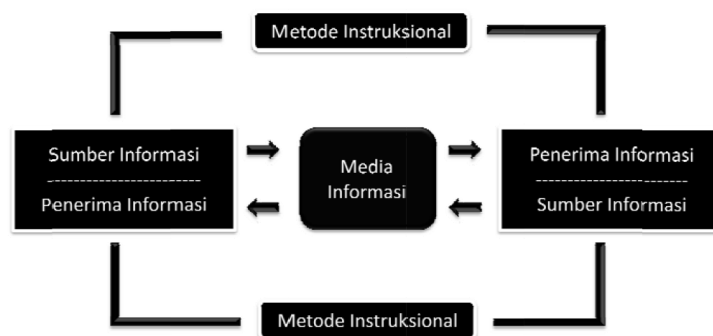 Metode Instruksional
Sumber Informasi
Penerima Informasi
Media
Informasi
Penerima Informasi
Sumber Informasi
Metode Instruksional